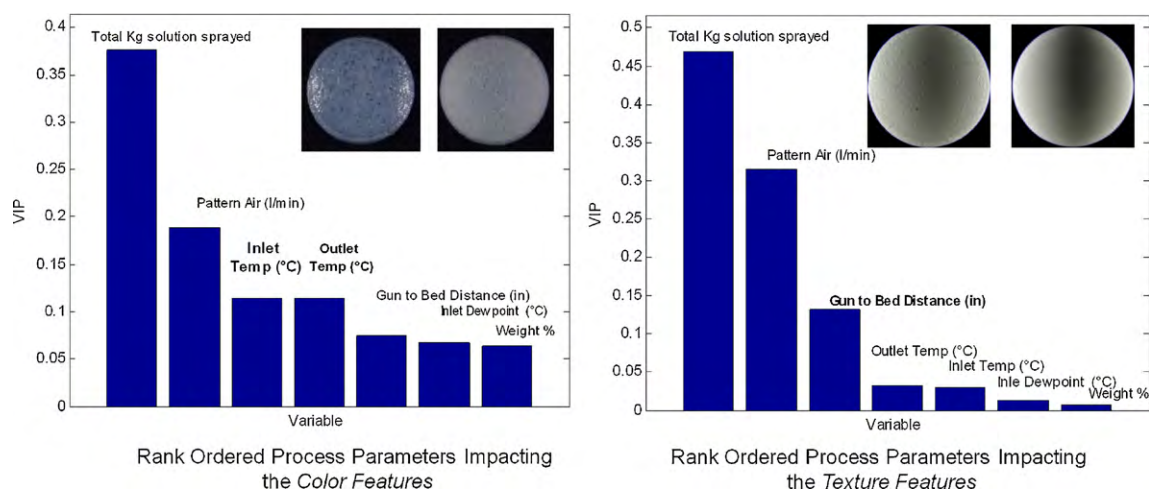 0.4
0.35
0.3
0.25
0.2
0.15
0.1
0.05
0
VIP
Total Kg solution sprayed
Pattern Air (l/min)
Inlet
Temp (°C)
Outlet
Temp (°C)
Gun to Bed Distance (in)
Inlet Dewpoint (°C)
Weight %
Variable
Rank Ordered Process Parameters Impacting
the Color Features
0.5
0.45
0.4
0.35
0.3
0.25
0.2
0.15
0.1
0.05
0
VIP
Total Kg solution sprayed
Pattern Air (l/min)
Gun to Bed Distance (in)
Outlet Temp (°C)
Inlet Temp (°C)
Inle Dewpoint (°C)
Weight %
Variable
Rank Ordered Process Parameters Impacting
the Texture Features